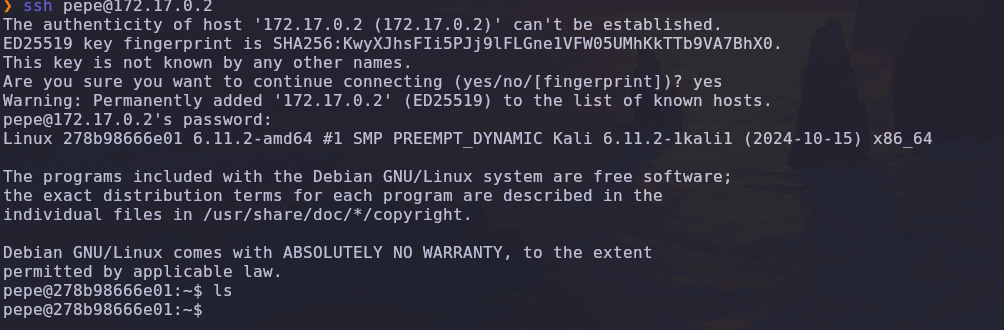 ❯ ssh pepe@172.17.0.2
The authenticity of host '172.17.0.2 (172.17.0.2)' can't be established.
ED25519 key fingerprint is SHA256:KwyXJhsFIi5PJj9lFLGne1VFW05UMhKkTTb9VA7BhX0.
This key is not known by any other names.
Are you sure you want to continue connecting (yes/no/[fingerprint])? yes
Warning: Permanently added '172.17.0.2' (ED25519) to the list of known hosts.
pepe@172.17.0.2's password:
Linux 278b98666e01 6.11.2-amd64 #1 SMP PREEMPT_DYNAMIC Kali 6.11.2-1kali1 (2024-10-15) x86_64

The programs included with the Debian GNU/Linux system are free software;
the exact distribution terms for each program are described in the
individual files in /usr/share/doc/*/copyright.

Debian GNU/Linux comes with ABSOLUTELY NO WARRANTY, to the extent
permitted by applicable law.
pepe@278b98666e01:~$ ls
pepe@278b98666e01:~$